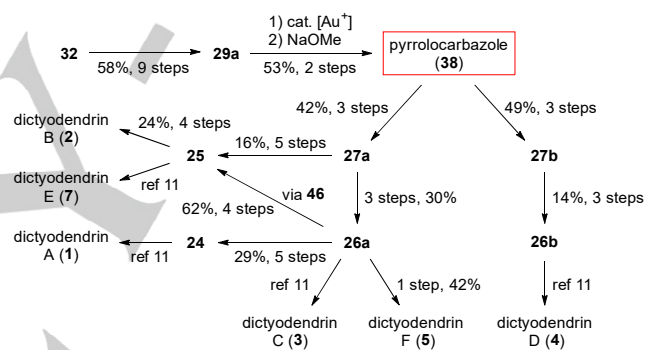 1) cat. [Au⁺]
2) NaOMe
32
29a
pyrrolocarbazole
(38)
58%, 9 steps
53%, 2 steps
42%, 3 steps
49%, 3 steps
dictyodendrin
B (2)
24%, 4 steps
16%, 5 steps
25
27a
27b
dictyodendrin
E (7)
ref 11
via 46
3 steps, 30%
14%, 3 steps
62%, 4 steps
dictyodendrin
A (1)
ref 11
24
29%, 5 steps
26a
26b
ref 11
1 step, 42%
ref 11
dictyodendrin
C (3)
dictyodendrin
F (5)
dictyodendrin
D (4)